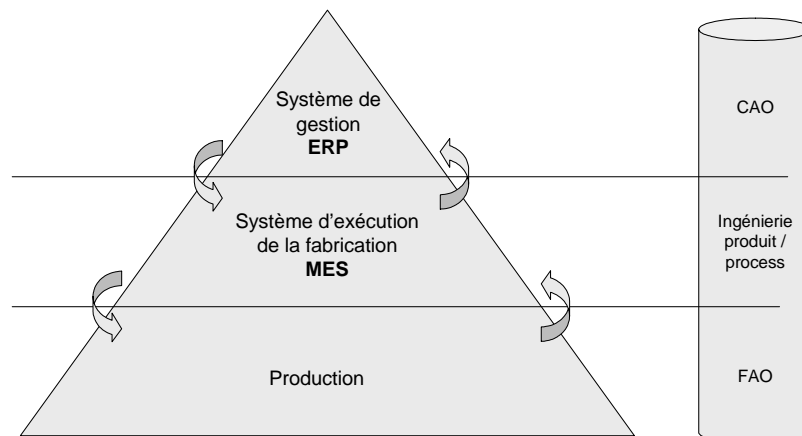 Système de
gestion
ERP
CAO
Système d'exécution
de la fabrication
MES
Ingénierie
produit /
process
Production
FAO